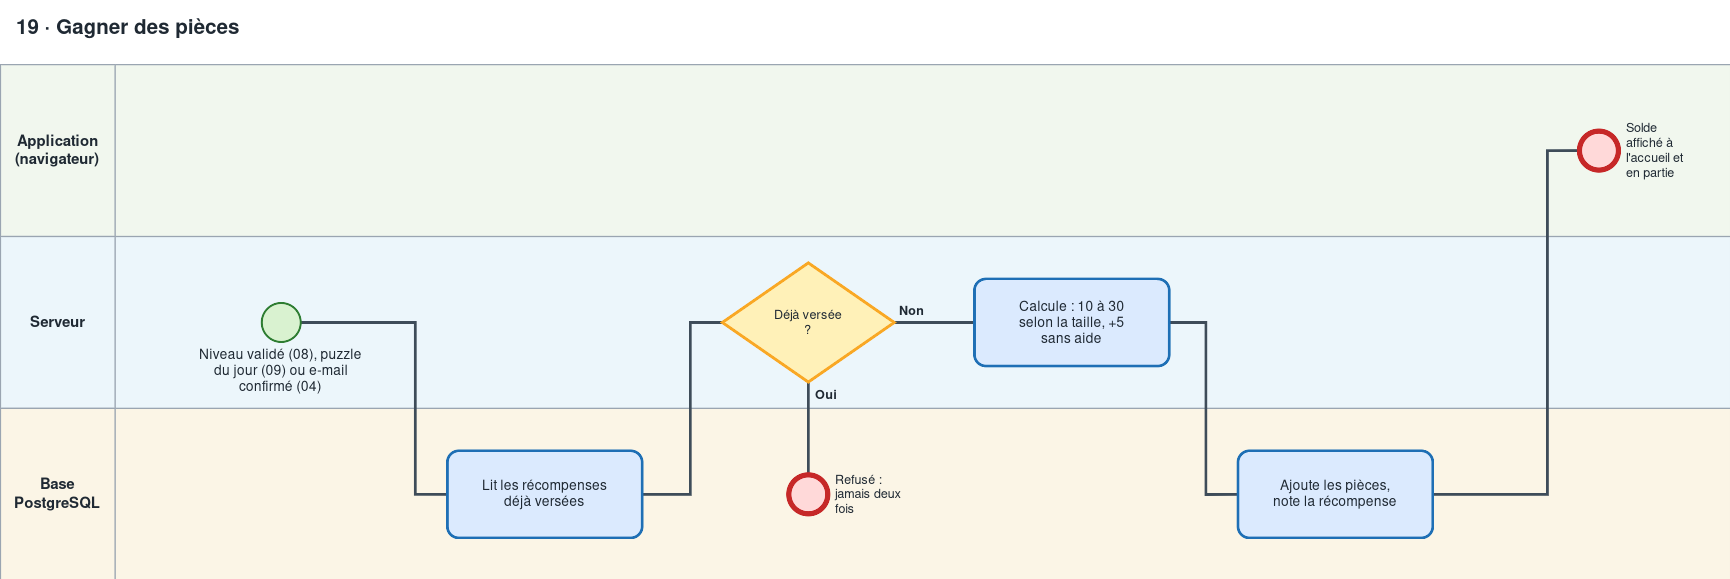 19 · Gagner des pièces
Application
(navigateur)
Solde
affiché à
l'accueil et
en partie
Serveur
Niveau validé (08), puzzle
du jour (09) ou e-mail
confirmé (04)
Déjà versée
?
Non
Oui
Calcule : 10 à 30
selon la taille, +5
sans aide
Base
PostgreSQL
Lit les récompenses
déjà versées
Refusé :
jamais deux
fois
Ajoute les pièces,
note la récompense